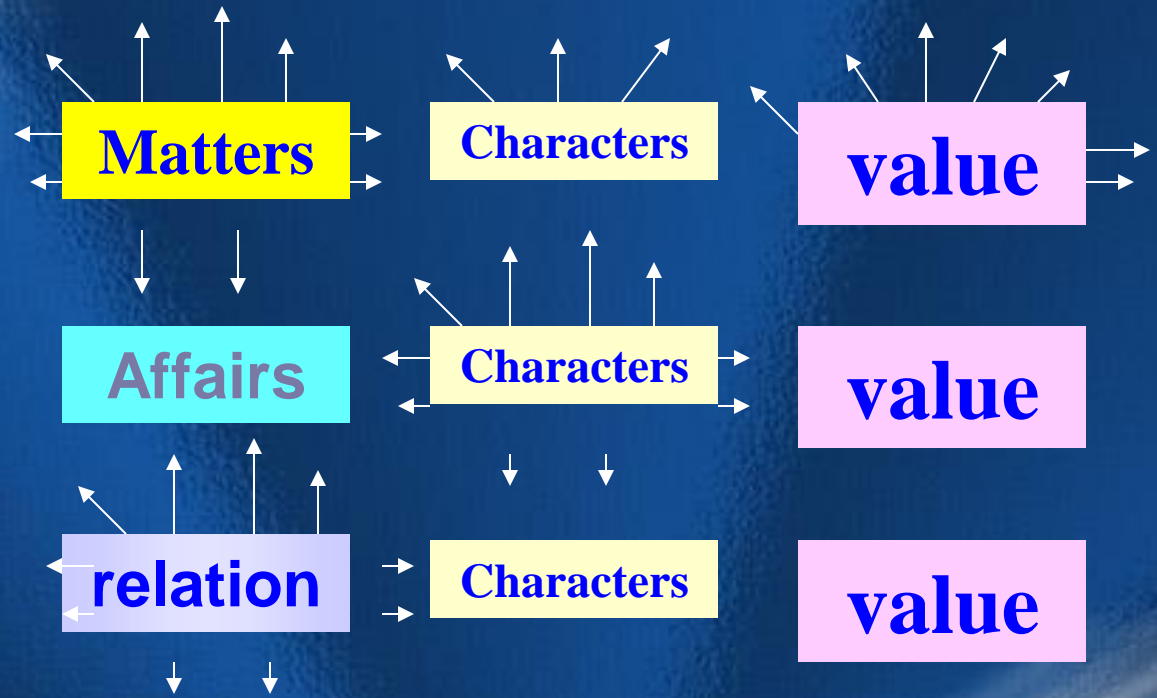 Matters
Characters
value
Affairs
Characters
value
relation
Characters
value